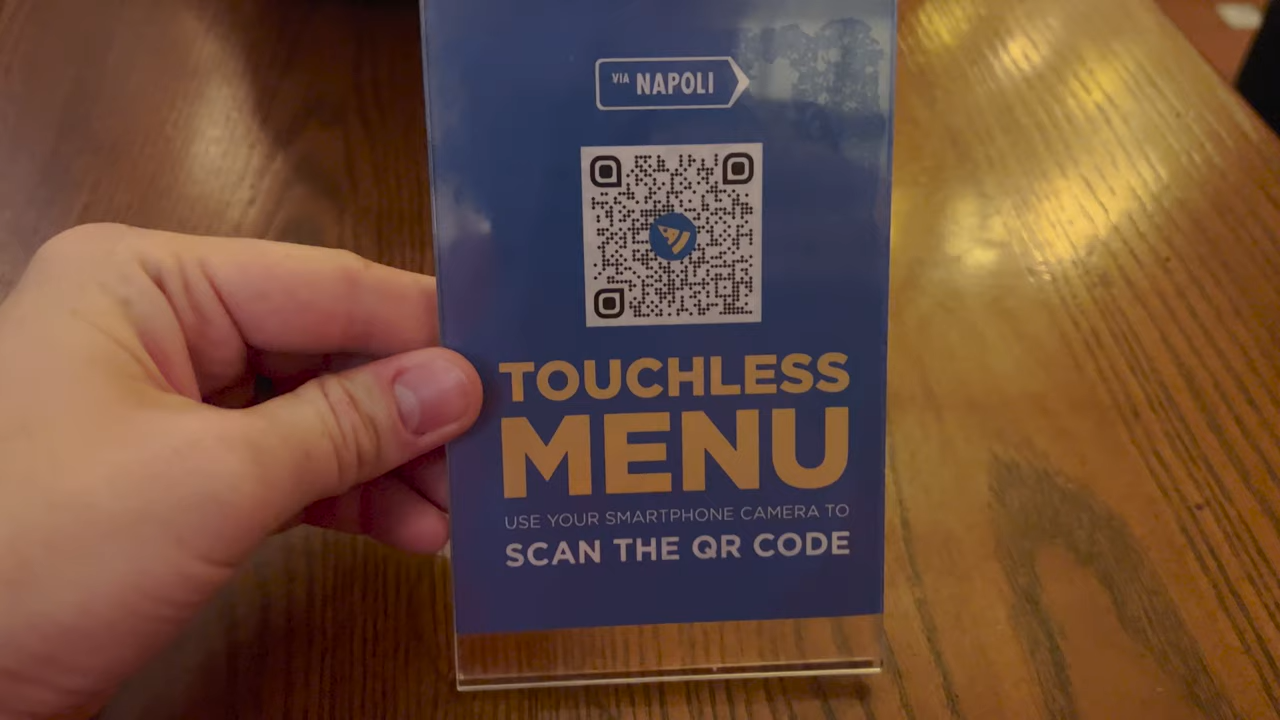 VIA NAPOLI
TOUCHLESS
MENU
USE YOUR SMARTPHONE CAMERA TO
SCAN THE QR CODE